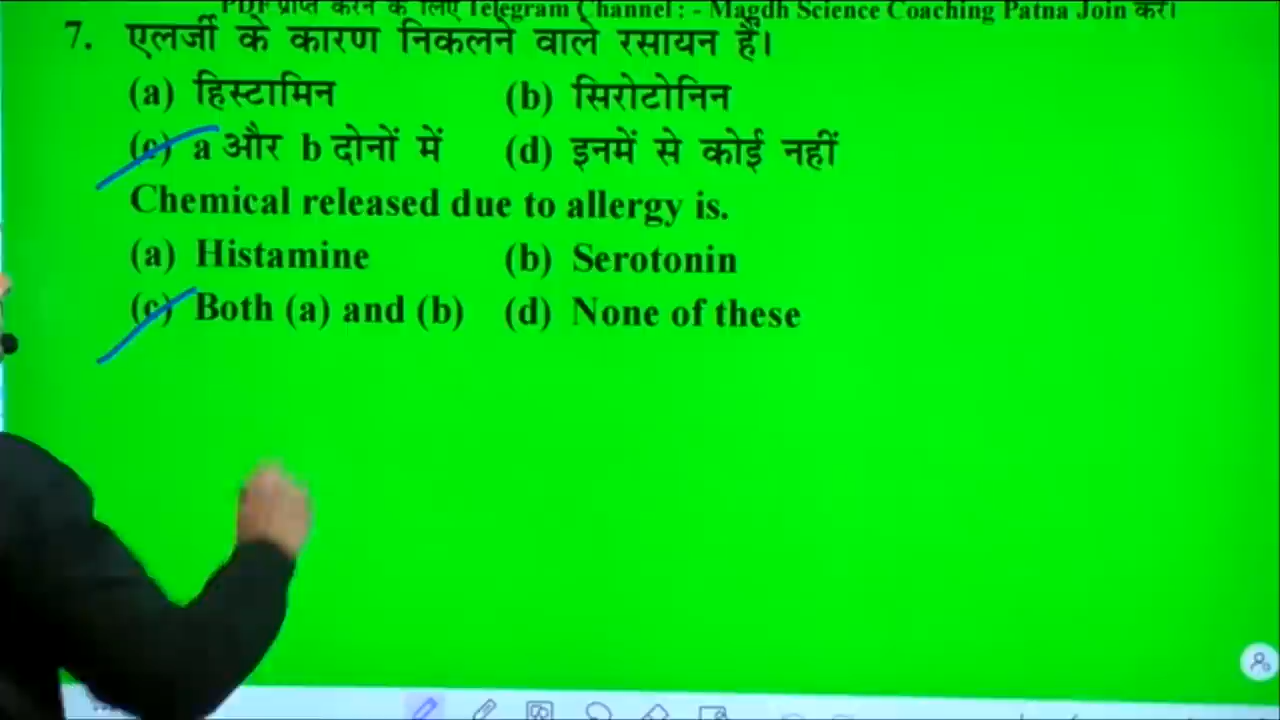 PDF प्राप्त करने के लिए Telegram Channel : - Magdh Science Coaching Patna Join करें।
7. एलर्जी के कारण निकलने वाले रसायन हैं।
(a) हिस्टामिन (b) सिरोटोनिन
(c) a और b दोनों में (d) इनमें से कोई नहीं
Chemical released due to allergy is.
(a) Histamine (b) Serotonin
(c) Both (a) and (b) (d) None of these